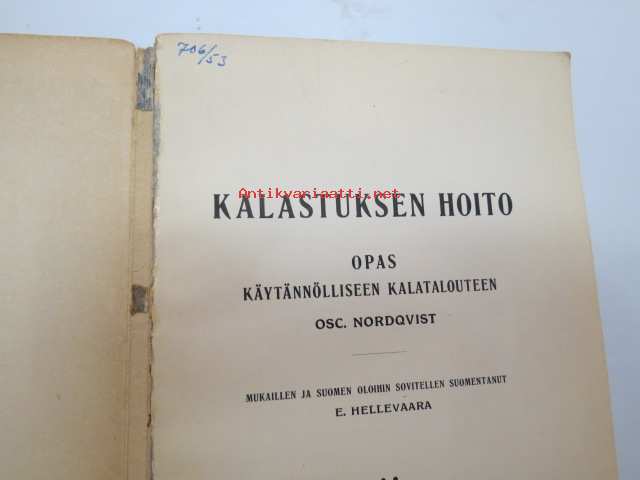 706/53
Antikvariaatti.net
KALASTUKSEN HOITO
OPAS
KÄYTÄNNÖLLISEEN KALATALOUTEEN
OSC. NORDQVIST
MUKAILLEN JA SUOMEN OLOIHIN SOVITELLEN SUOMENTANUT
E. HELLEVAARA